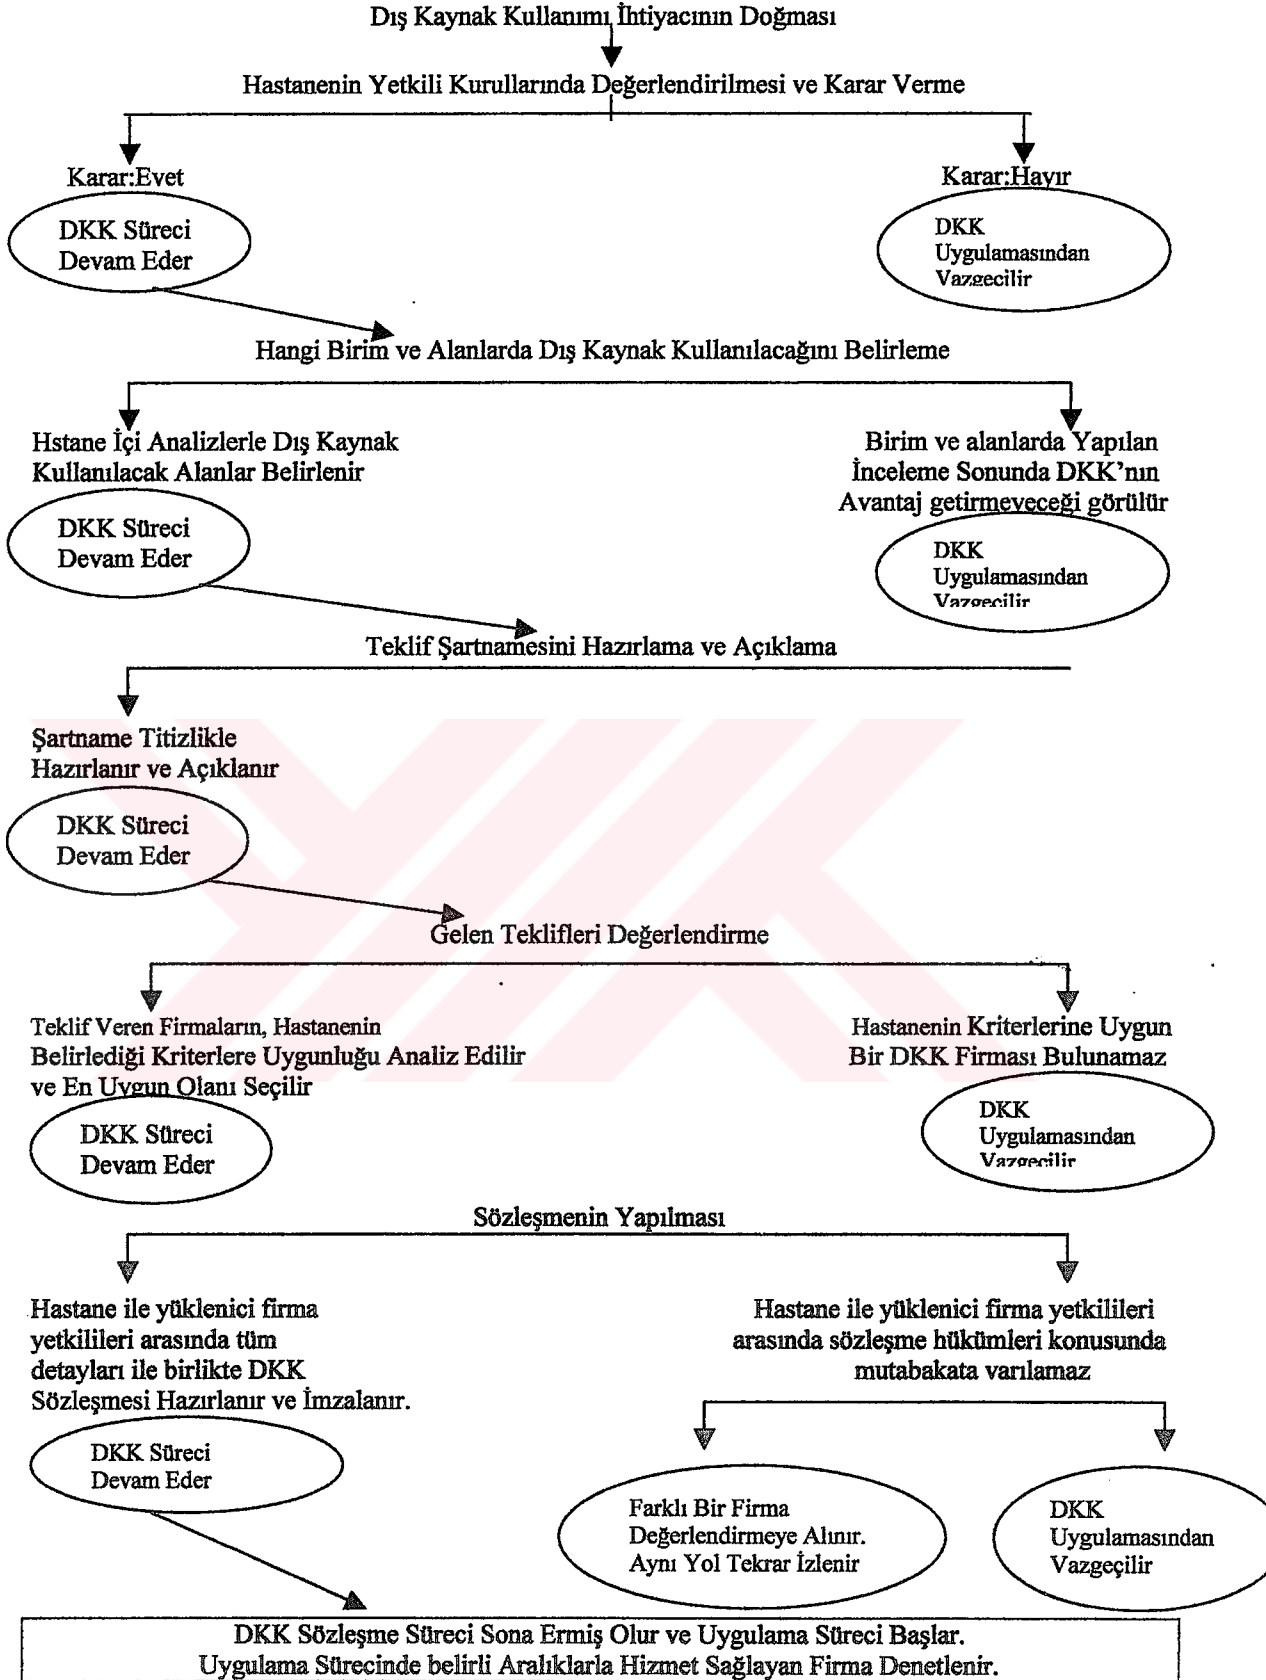 Dış Kaynak Kullanımı İhtiyacının Doğması
Hastanenin Yetkili Kurullarında Değerlendirilmesi ve Karar Verme
Karar:Evet
DKK Süreci
Devam Eder
Karar:Hayır
DKK
Uygulamasından
Vazgeçilir
Hangi Birim ve Alanlarda Dış Kaynak Kullanılacağını Belirleme
Hstane İçi Analizlerle Dış Kaynak
Kullanılacak Alanlar Belirlenir
DKK Süreci
Devam Eder
Birim ve alanlarda Yapılan
İnceleme Sonunda DKK’nın
Avantaj getirmeyeceği görülür
DKK
Uygulamasından
Vazgeçilir
Teklif Şartnamesini Hazırlama ve Açıklama
Şartname Titizlikle
Hazırlanır ve Açıklanır
DKK Süreci
Devam Eder
Gelen Teklifleri Değerlendirme
Teklif Veren Firmaların, Hastanenin
Belirlediği Kriterlere Uygunluğu Analiz Edilir
ve En Uygun Olanı Seçilir
DKK Süreci
Devam Eder
Hastanenin Kriterlerine Uygun
Bir DKK Firması Bulunamaz
DKK
Uygulamasından
Vazgeçilir
Sözleşmenin Yapılması
Hastane ile yüklenici firma
yetkilileri arasında tüm
detayları ile birlikte DKK
Sözleşmesi Hazırlanır ve İmzalanır.
DKK Süreci
Devam Eder
Hastane ile yüklenici firma yetkilileri
arasında sözleşme hükümleri konusunda
mutabakata varılamaz
Farklı Bir Firma
Değerlendirmeye Alınır.
Aynı Yol Tekrar İzlenir
DKK
Uygulamasından
Vazgeçilir
DKK Sözleşme Süreci Sona Ermiş Olur ve Uygulama Süreci Başlar.
Uygulama Sürecinde belirli Aralıklarla Hizmet Sağlayan Firma Denetlenir.